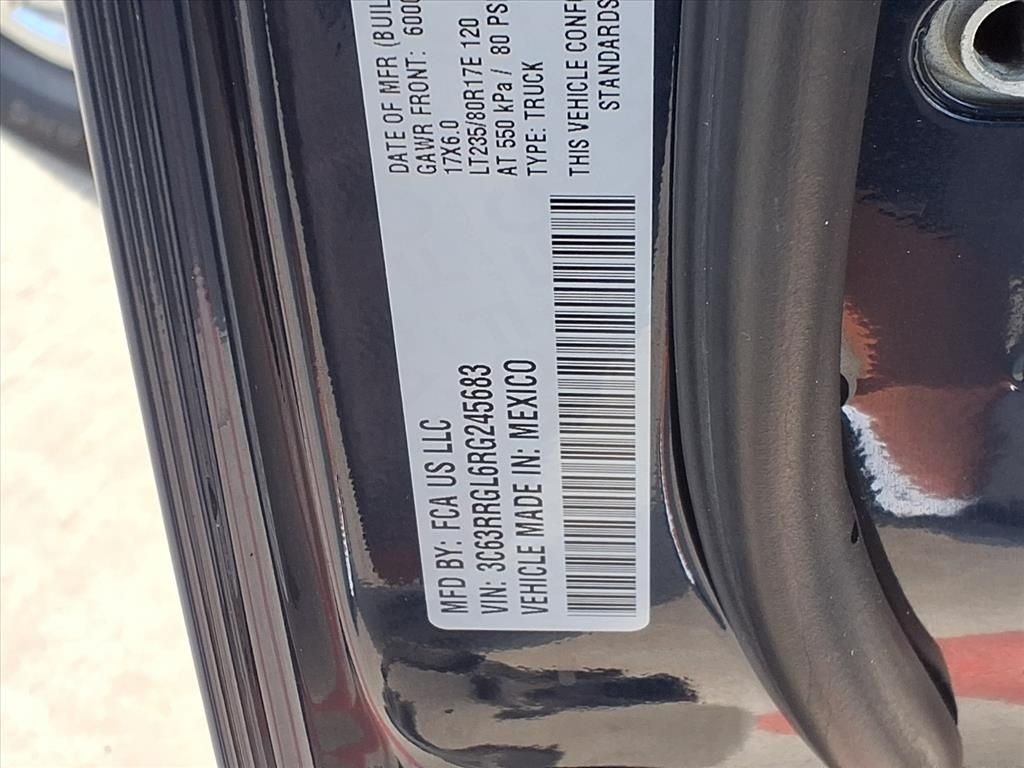 MFD BY: FCA US LLC
VIN: 3C63RRGL6RG245683
VEHICLE MADE IN: MEXICO
DATE OF MFR (BUIL
GAWR FRONT: 6000
17X6.0
LT235/80R17E 120
AT 550 kPa / 80 PS
TYPE: TRUCK
THIS VEHICLE CONF
STANDARDS